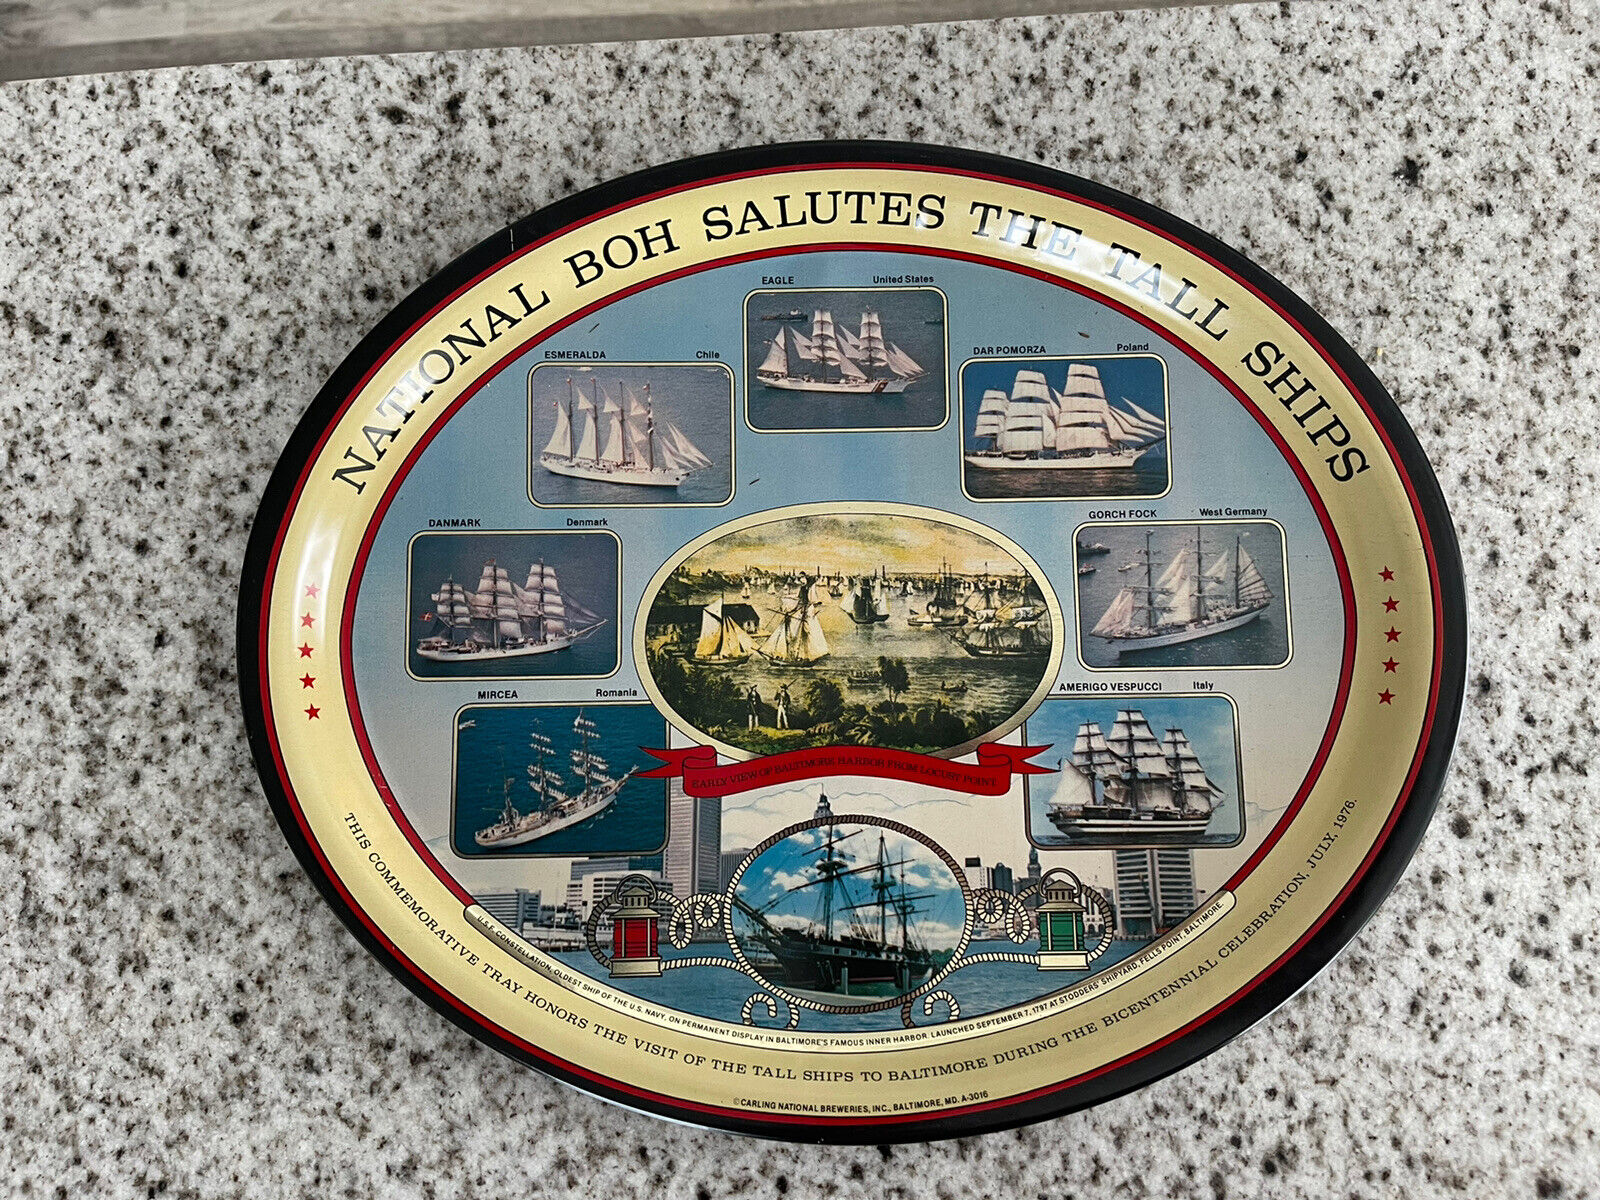 NATIONAL BOH SALUTES THE TALL SHIPS
EAGLE United States
ESMERALDA Chile
DAR POMORZA Poland
DANMARK Denmark
GORCH FOCK West Germany
MIRCEA Romania
AMERIGO VESPUCCI Italy
EARLY VIEW OF BALTIMORE HARBOR FROM LOCUST POINT
U.S.F. CONSTELLATION, OLDEST SHIP OF THE U.S. NAVY, ON PERMANENT DISPLAY IN BALTIMORE'S FAMOUS INNER HARBOR. LAUNCHED SEPTEMBER 7, 1797 AT STODDERS' SHIPYARD, FELLS POINT, BALTIMORE.
THIS COMMEMORATIVE TRAY HONORS THE VISIT OF THE TALL SHIPS TO BALTIMORE DURING THE BICENTENNIAL CELEBRATION, JULY, 1976.
© CARLING NATIONAL BREWERIES, INC., BALTIMORE, MD. A-3016